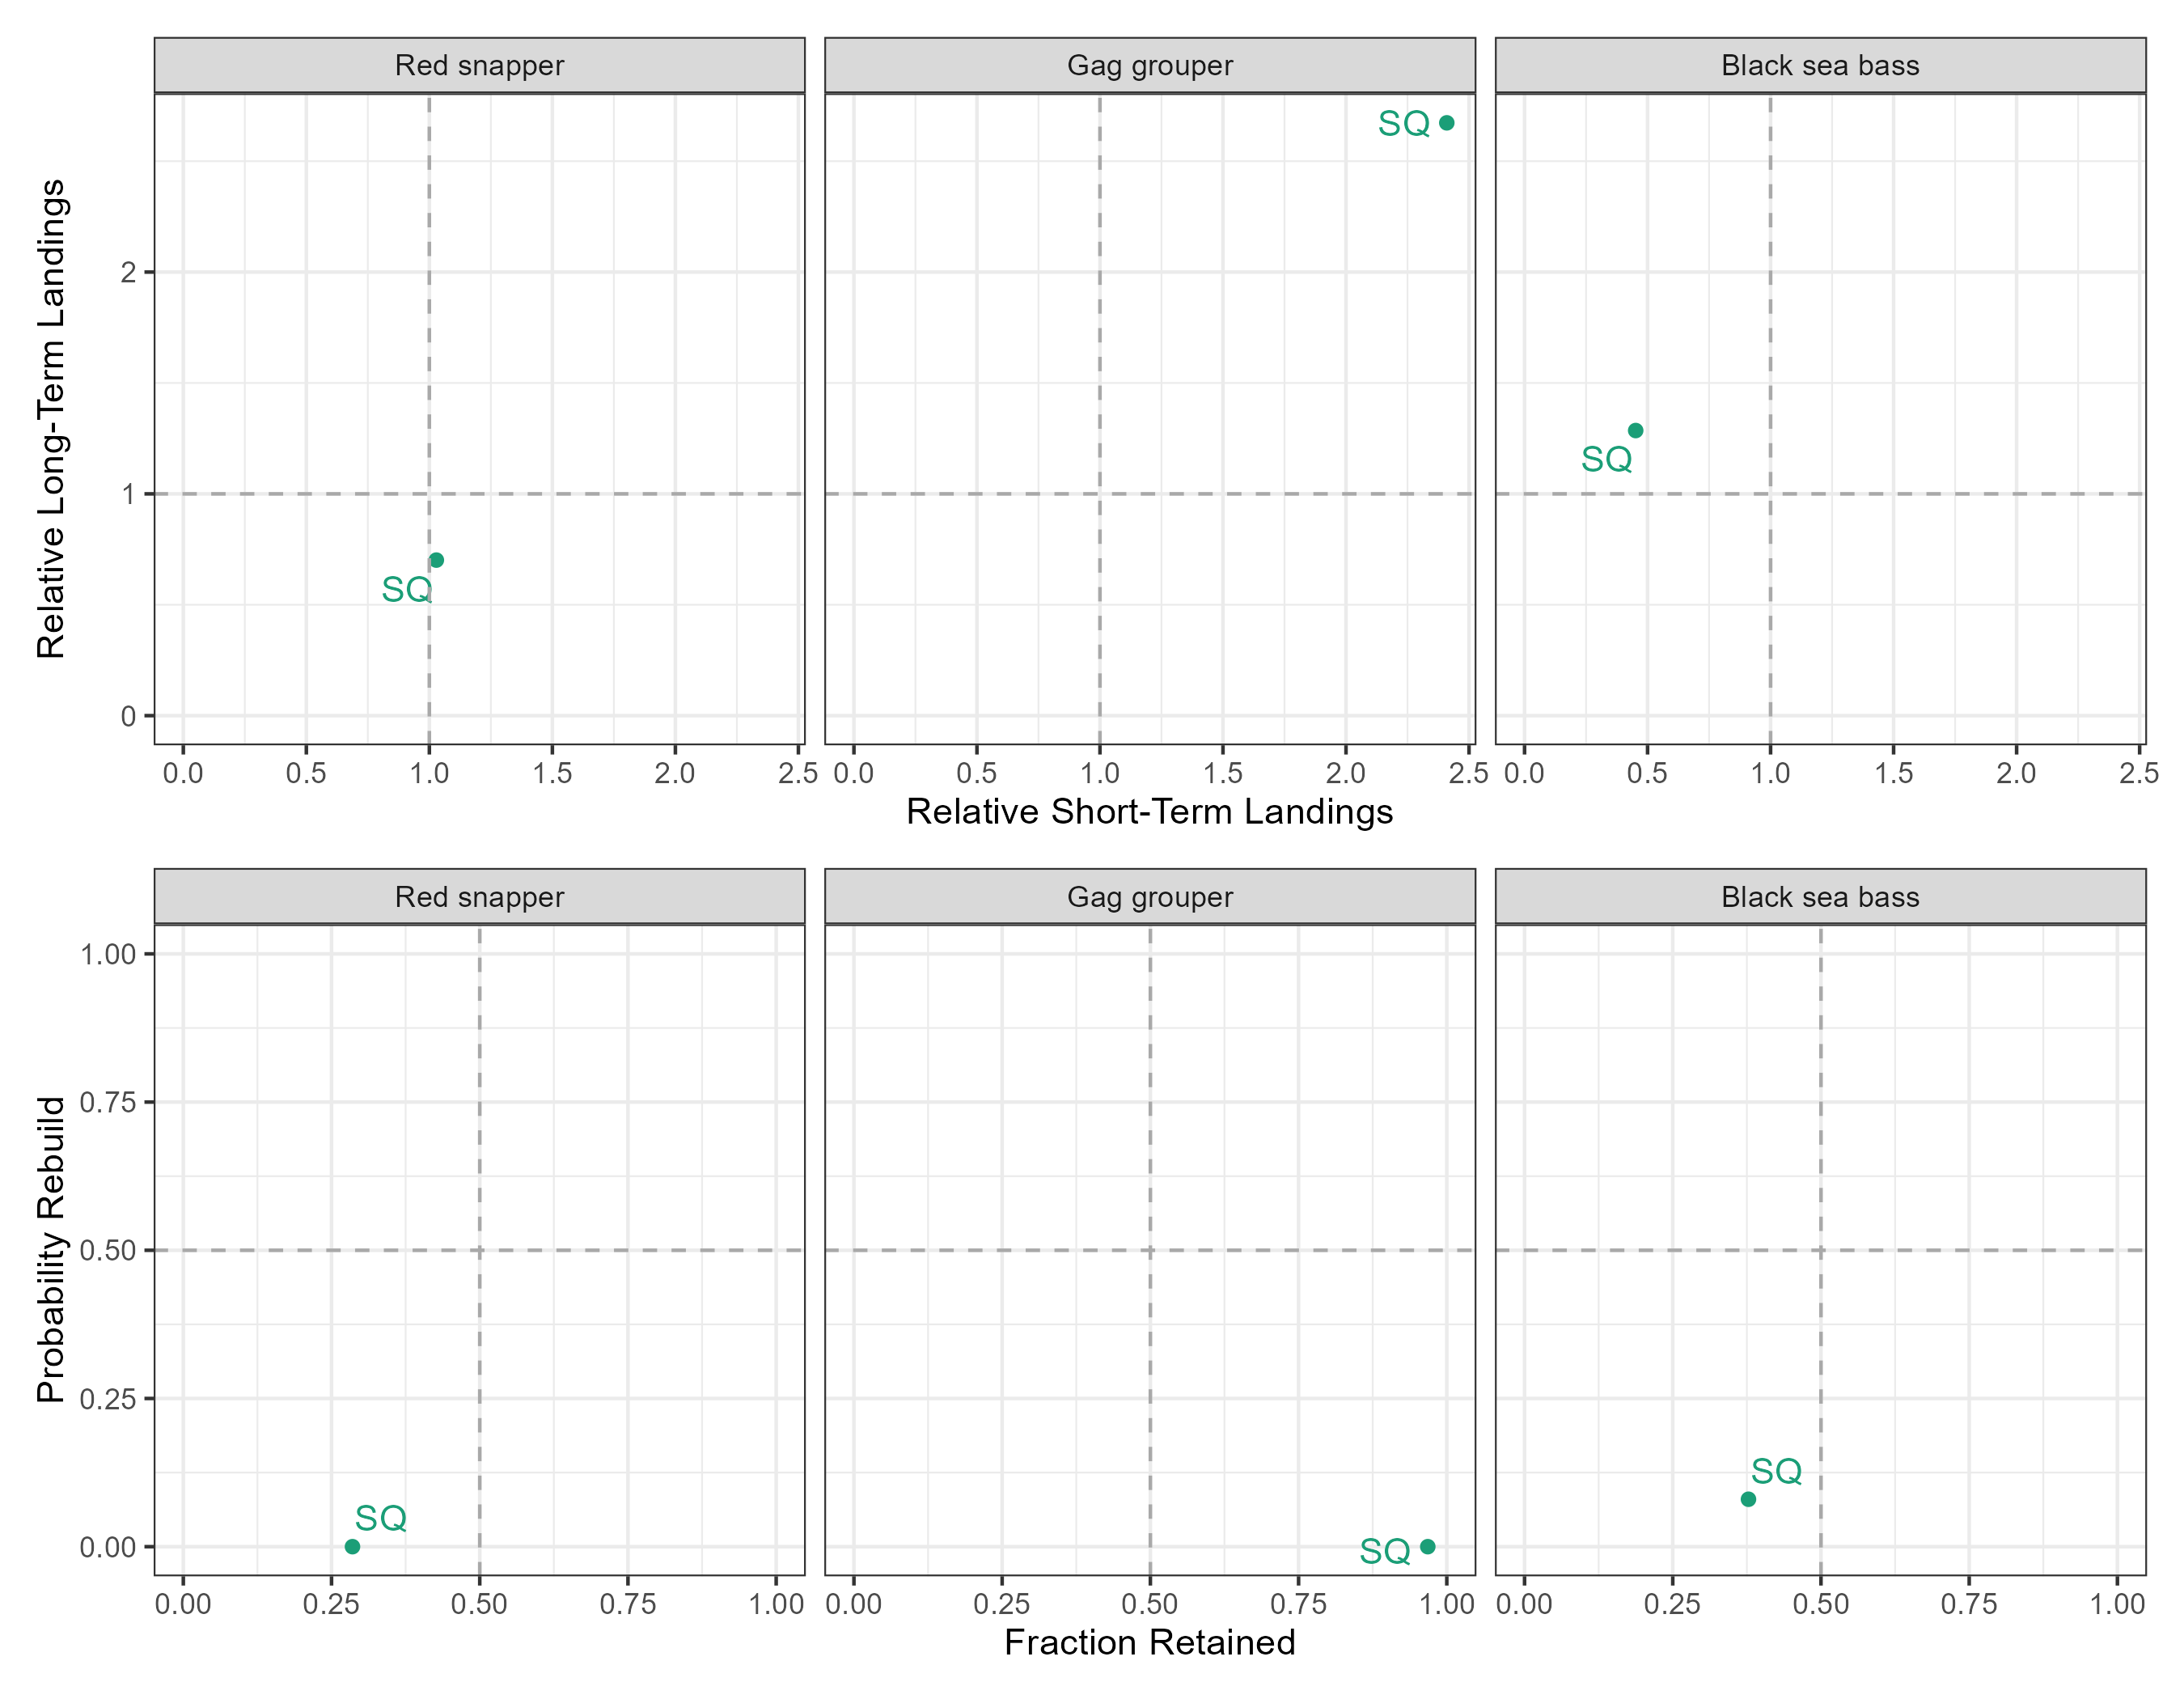 Red snapper
Gag grouper
Black sea bass
Relative Long-Term Landings
2
1
0
SQ
SQ
SQ
0.0 0.5 1.0 1.5 2.0 2.5
0.0 0.5 1.0 1.5 2.0 2.5
0.0 0.5 1.0 1.5 2.0 2.5
Relative Short-Term Landings
Red snapper
Gag grouper
Black sea bass
Probability Rebuild
1.00
0.75
0.50
0.25
0.00
SQ
SQ
SQ
0.00 0.25 0.50 0.75 1.00
0.00 0.25 0.50 0.75 1.00
0.00 0.25 0.50 0.75 1.00
Fraction Retained